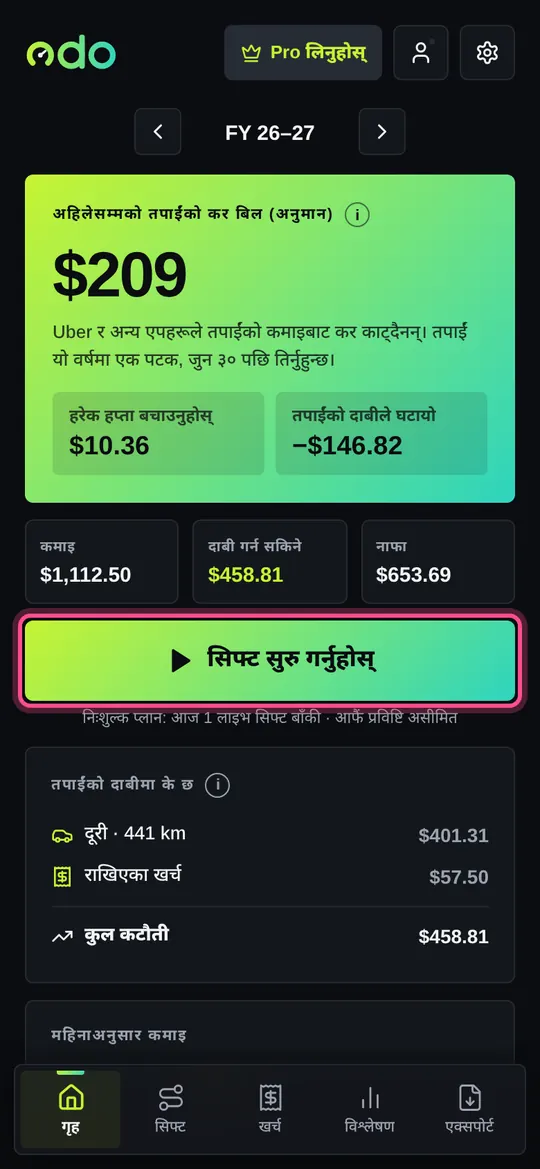 odo
Pro लिनुहोस्
FY 26–27
अहिलेसम्मको तपाईंको कर बिल (अनुमान)
$209
Uber र अन्य एपहरूले तपाईंको कमाइबाट कर काट्दैनन्। तपाईं
यो वर्षमा एक पटक, जुन ३० पछि तिर्नुहुन्छ।
हरेक हप्ता बचाउनुहोस्
तपाईंको दाबीले घटायो
$10.36
−$146.82
कमाइ
दाबी गर्न सकिने
नाफा
$1,112.50
$458.81
$653.69
सिफ्ट सुरु गर्नुहोस्
निःशुल्क प्लान: आज 1 लाइभ सिफ्ट बाँकी · आफैं प्रविष्टि असीमित
तपाईंको दाबीमा के छ
दूरी · 441 km $401.31
राखिएका खर्च $57.50
कुल कटौती $458.81
महिनाअनुसार कमाइ
गृह
सिफ्ट
खर्च
विश्लेषण
एक्सपोर्ट